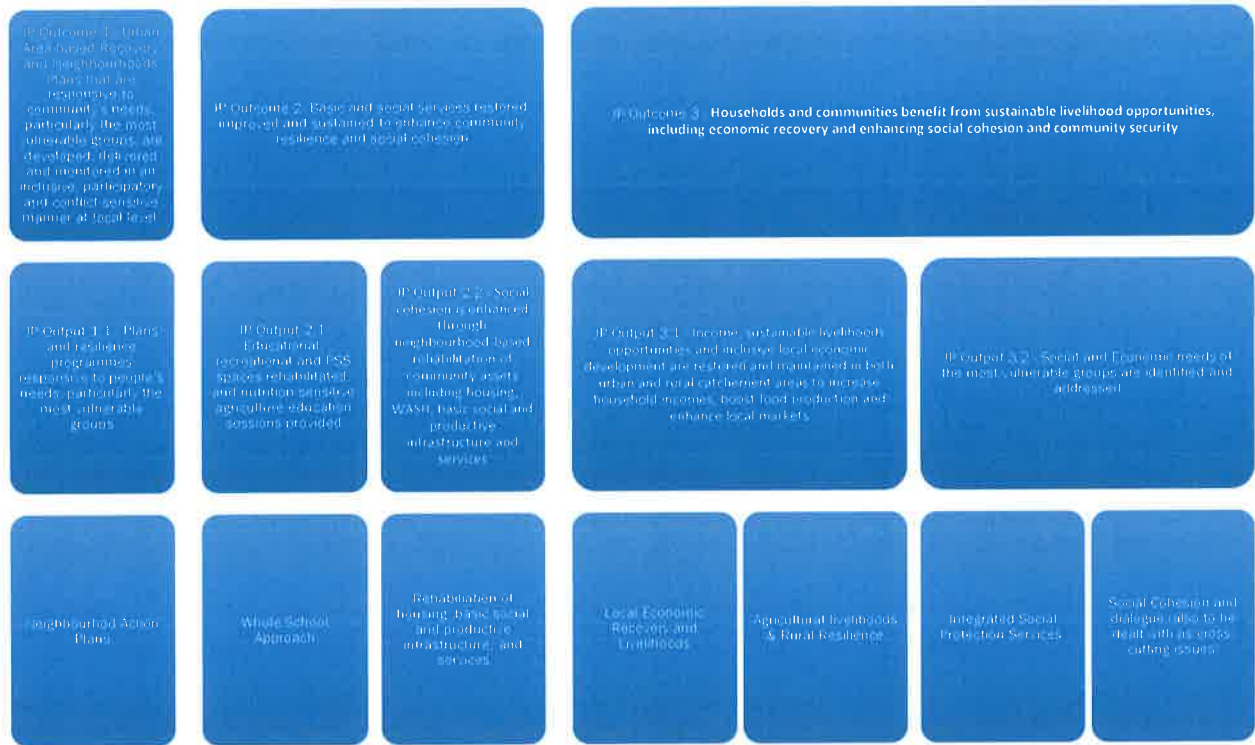 JP Outcome 1 Urban
Area-based Recovery
and Neighbourhoods
Plans that are
responsive to
community's needs,
particularly the most
vulnerable groups, are
developed, delivered
and monitored in an
inclusive, participatory
and conflict-sensitive
manner at local level
JP Outcome 2 Basic and social services restored
improved and sustained to enhance community
resilience and social cohesion
JP Outcome 3 Households and communities benefit from sustainable livelihood opportunities,
including economic recovery and enhancing social cohesion and community security
JP Output 1.1 Plans
and resilience
programmes
responsive to people's
needs, particularly the
most vulnerable
groups
JP Output 2.1
Educational
recreational and PSS
spaces rehabilitated,
and nutrition sensitive
agriculture education
sessions provided
JP Output 2.2 Social
cohesion is enhanced
through
neighbourhood-based
rehabilitation of
community assets
including housing,
WASH, basic social and
productive
infrastructure and
services
JP Output 3.1 Income, sustainable livelihoods
opportunities and inclusive local economic
development are restored and maintained in both
urban and rural catchement areas to increase
household incomes, boost food production and
enhance local markets
JP Output 3.2 Social and Economic needs of
the most vulnerable groups are identified and
addressed
Neighbourhod Action
Plans
Whole School
Approach
Rehabiliation of
housing, basic social
and productive
infrastructure, and
services
Local Economic
Recovery and
Livelihoods
Agricultural livelihoods
& Rural Resilience
Integrated Social
Protection Services
Social Cohesion and
dialogue (also to be
dealt with as cross
cutting issues)